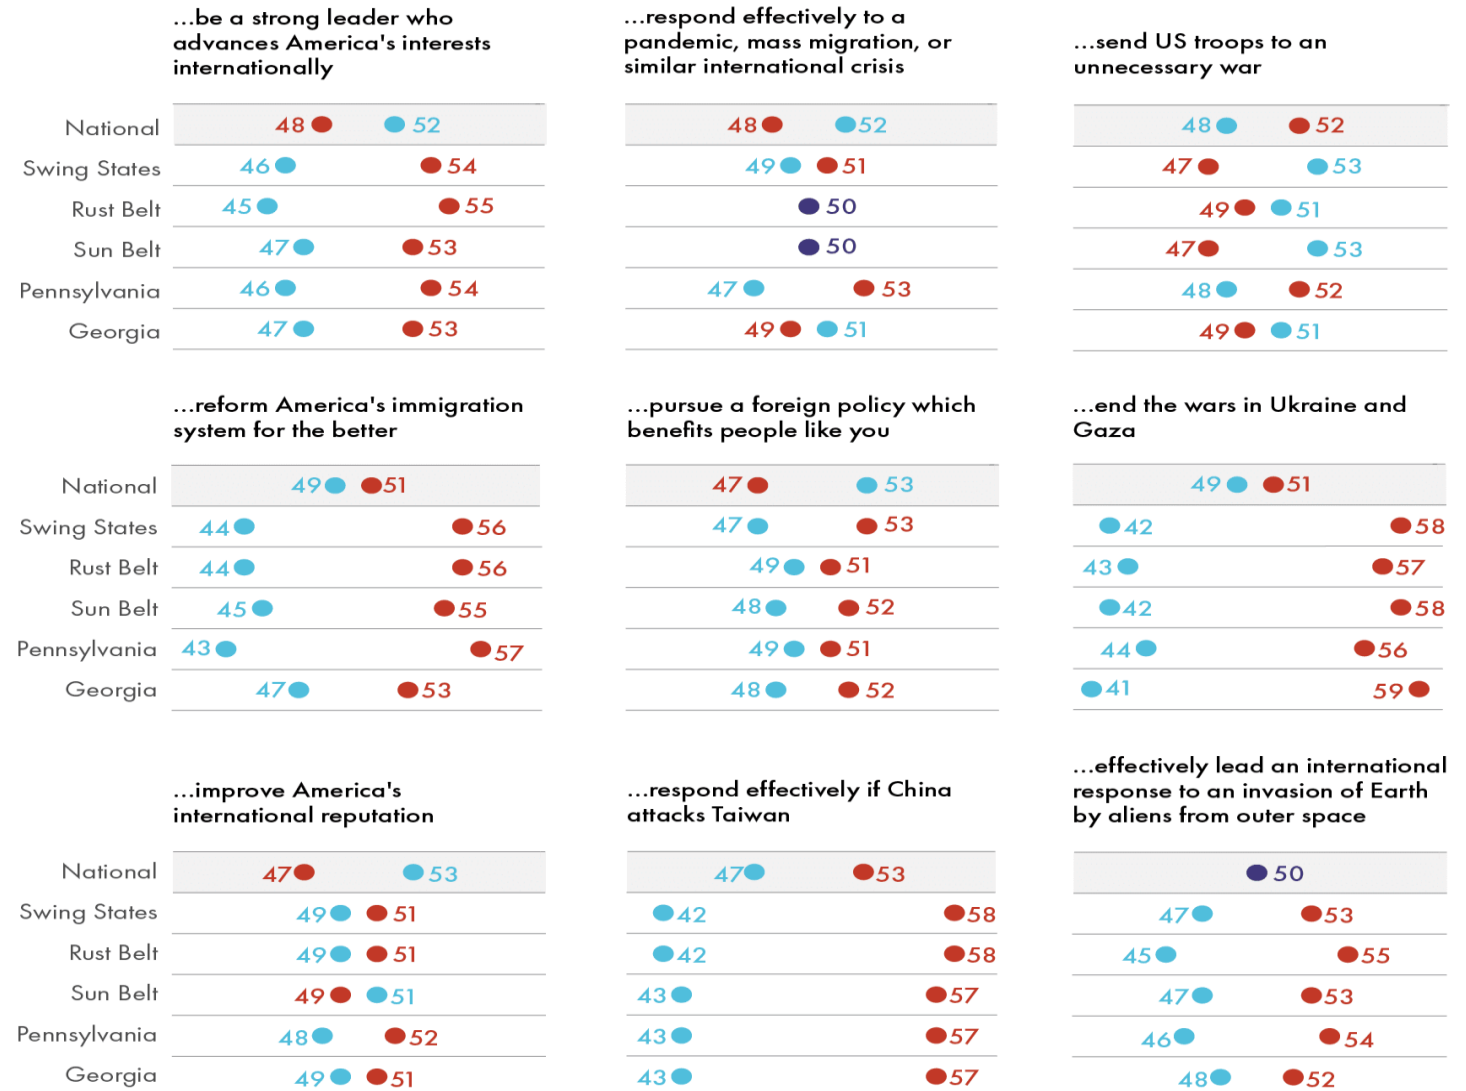 ...be a strong leader who
advances America's interests
internationally
...respond effectively to a
pandemic, mass migration, or
similar international crisis
...send US troops to an
unnecessary war
National 48 52 48 52 48 52
Swing States 46 54 49 51 47 53
Rust Belt 45 55 50 49 51
Sun Belt 47 53 50 47 53
Pennsylvania 46 54 47 53 48 52
Georgia 47 53 49 51 49 51
...reform America's immigration
system for the better
...pursue a foreign policy which
benefits people like you
...end the wars in Ukraine and
Gaza
National 49 51 47 53 49 51
Swing States 44 56 47 53 42 58
Rust Belt 44 56 49 51 43 57
Sun Belt 45 55 48 52 42 58
Pennsylvania 43 57 49 51 44 56
Georgia 47 53 48 52 41 59
...improve America's
international reputation
...respond effectively if China
attacks Taiwan
...effectively lead an international
response to an invasion of Earth
by aliens from outer space
National 47 53 47 53 50
Swing States 49 51 42 58 47 53
Rust Belt 49 51 42 58 45 55
Sun Belt 49 51 43 57 47 53
Pennsylvania 48 52 43 57 46 54
Georgia 49 51 43 57 48 52